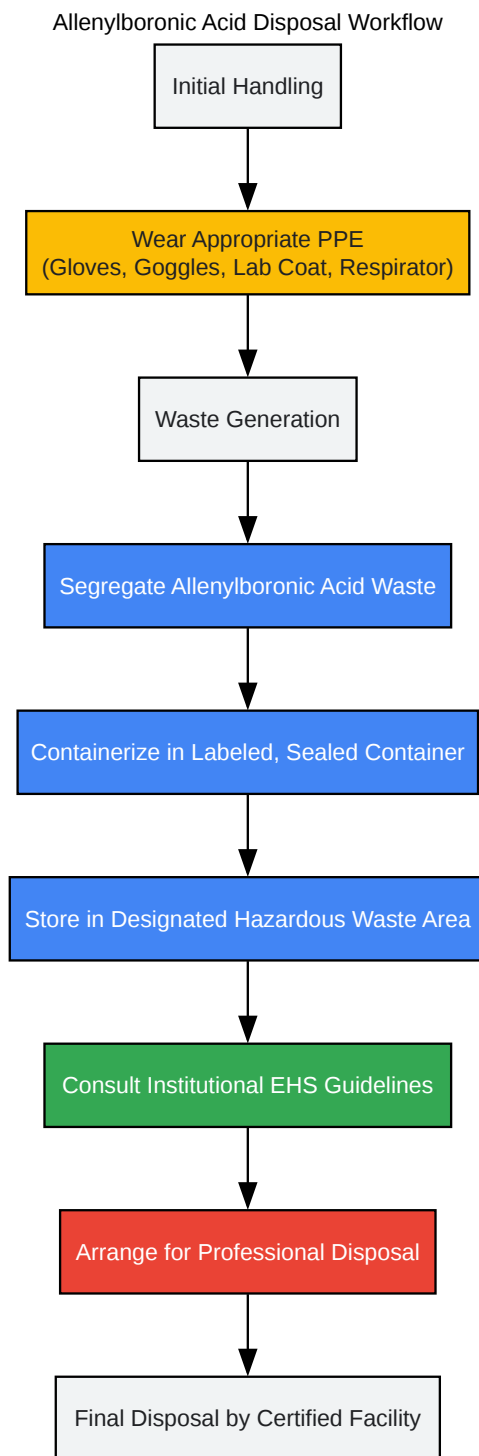 Allenylboronic Acid Disposal Workflow
Initial Handling
Wear Appropriate PPE
(Gloves, Goggles, Lab Coat, Respirator)
Waste Generation
Segregate Allenylboronic Acid Waste
Containerize in Labeled, Sealed Container
Store in Designated Hazardous Waste Area
Consult Institutional EHS Guidelines
Arrange for Professional Disposal
Final Disposal by Certified Facility